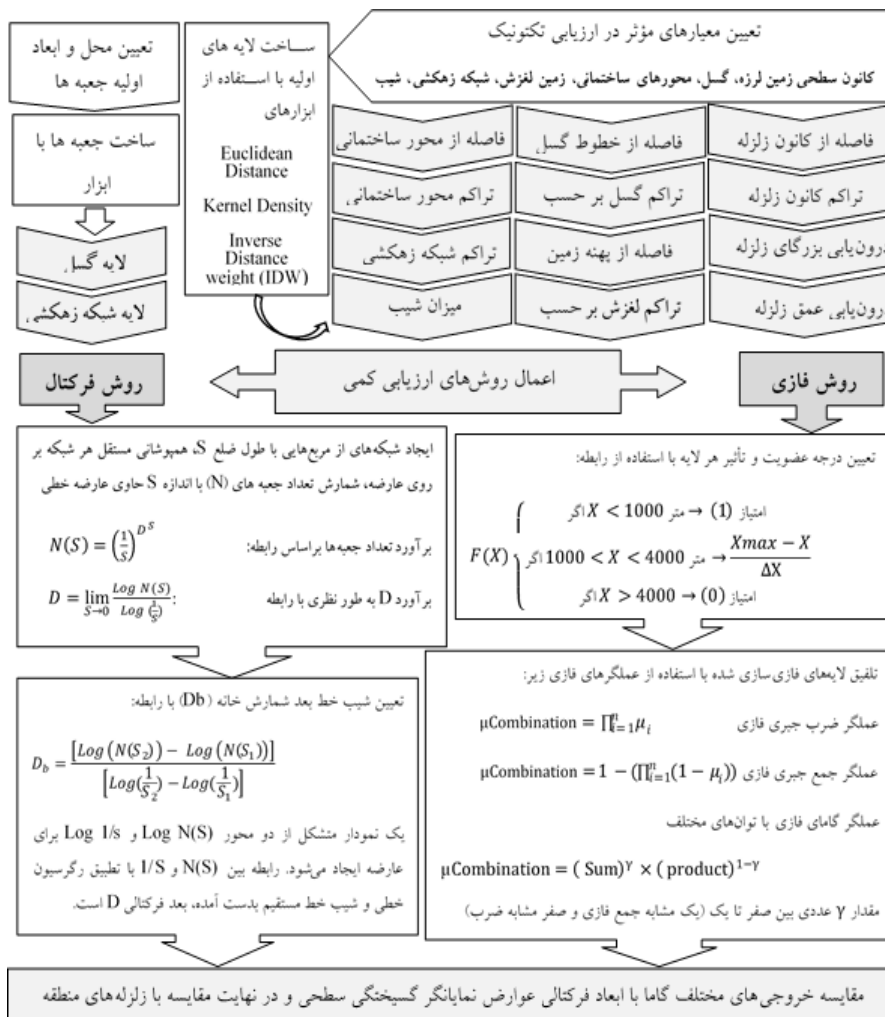 تعیین معیارهای مؤثر در ارزیابی تکتونیک
کانون سطحی زمین لرزه، گسل، محورهای ساختمانی، زمین لغزش، شبکه زهکشی، شیب
فاصله از کانون زلزله
تراکم کانون زلزله
درون‌یابی بزرگای زلزله
درون‌یابی عمق زلزله
فاصله از خطوط گسل
تراکم گسل بر حسب
فاصله از پهنه زمین
تراکم لغزش بر حسب
فاصله از محور ساختمانی
تراکم محور ساختمانی
تراکم شبکه زهکشی
میزان شیب
ساخت لایه های
اولیه با استفاده از
ابزارهای
Euclidean
Distance
Kernel Density
Inverse
Distance
weight (IDW)
تعیین محل و ابعاد
اولیه جعبه ها
ساخت جعبه ها با
ابزار
لایه گسل
لایه شبکه زهکشی
روش فازی
اعمال روش‌های ارزیابی کمی
روش فرکتال
تعیین درجه عضویت و تأثیر هر لایه با استفاده از رابطه:
امتیاز (1) → متر X < 1000 اگر
F(X) { 1000 < X < 4000 اگر متر → (Xmax − X)/ΔX
امتیاز (0) → X > 4000 اگر
تلفیق لایه‌های فازی‌سازی شده با استفاده از عملگرهای فازی زیر:
عملگر ضرب جبری فازی μCombination = ∏ⁿᵢ₌₁ μᵢ
عملگر جمع جبری فازی μCombination = 1 − (∏ⁿᵢ₌₁(1 − μᵢ))
عملگر گامای فازی با توان‌های مختلف
μCombination = ( Sum)^γ × ( product)^1−γ
مقدار γ عددی بین صفر تا یک (یک مشابه جمع فازی و صفر مشابه ضرب)
ایجاد شبکه‌های از مربع‌هایی با طول ضلع S، همپوشانی مستقل هر شبکه بر
روی عارضه، شمارش تعداد جعبه های (N) با اندازه S حاوی عارضه خطی
برآورد تعداد جعبه‌ها براساس رابطه: N(S) = (1/S)^D^S
برآورد D به طور نظری با رابطه :D = lim S→0 Log N(S) / Log (1/S)
تعیین شیب خط بعد شمارش خانه (Db) با رابطه:
D_b = [Log (N(S₂)) − Log (N(S₁))] / [Log(1/S₂) − Log(1/S₁)]
یک نمودار متشکل از دو محور Log N(S) و Log 1/s برای
عارضه ایجاد می‌شود. رابطه بین N(S) و 1/S با تطبیق رگرسیون
خطی و شیب خط مستقیم بدست آمده، بعد فرکتالی D است.
مقایسه خروجی‌های مختلف گاما با ابعاد فرکتالی عوارض نمایانگر گسیختگی سطحی و در نهایت مقایسه با زلزله‌های منطقه